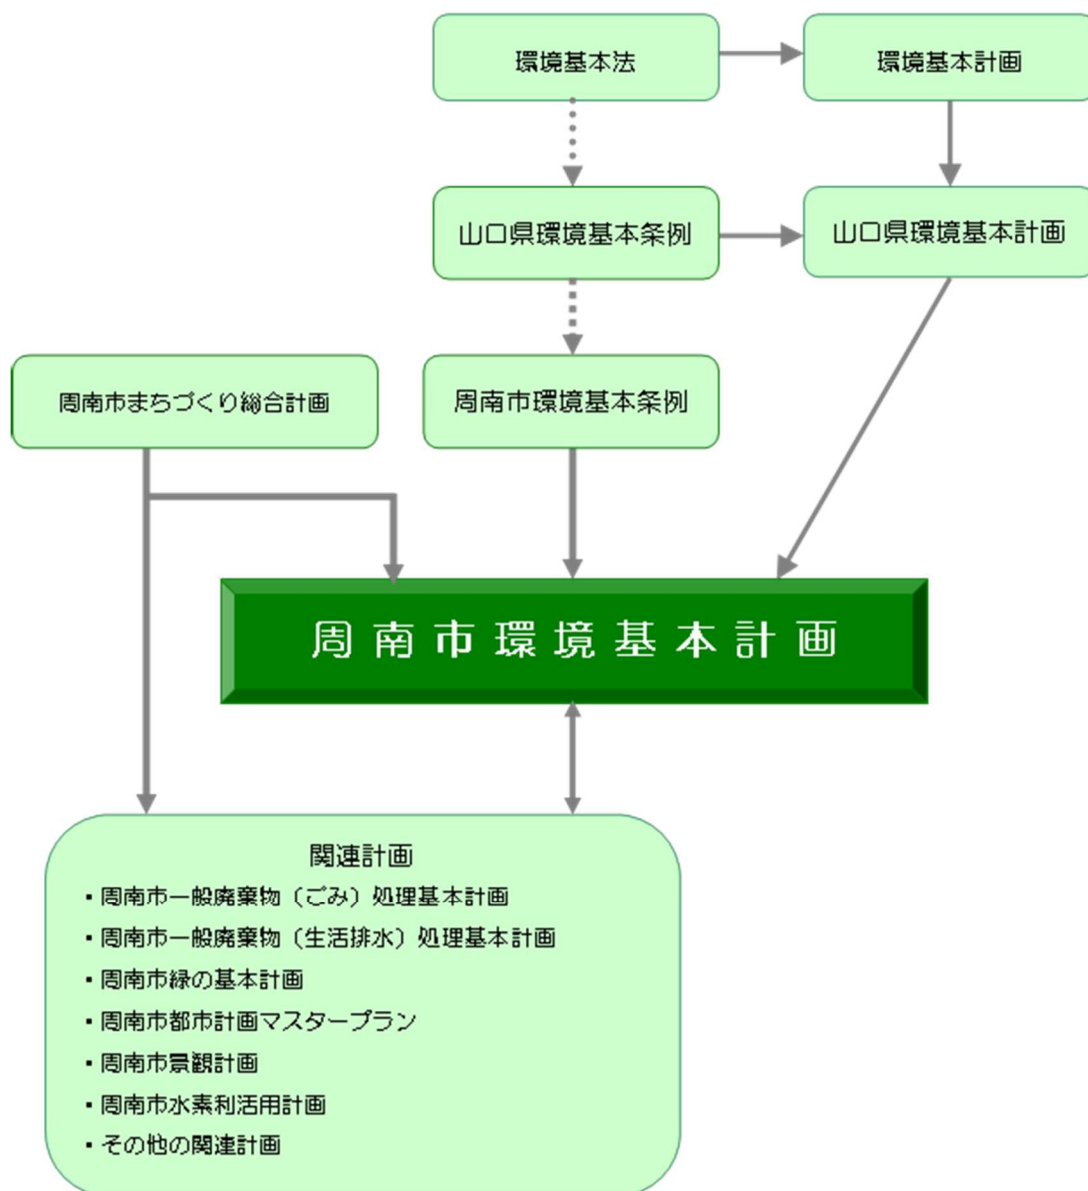 環境基本法
環境基本計画
山口県環境基本条例
山口県環境基本計画
周南市まちづくり総合計画
周南市環境基本条例
周南市環境基本計画
関連計画
・周南市一般廃棄物（ごみ）処理基本計画
・周南市一般廃棄物（生活排水）処理基本計画
・周南市緑の基本計画
・周南市都市計画マスタープラン
・周南市景観計画
・周南市水素利活用計画
・その他の関連計画